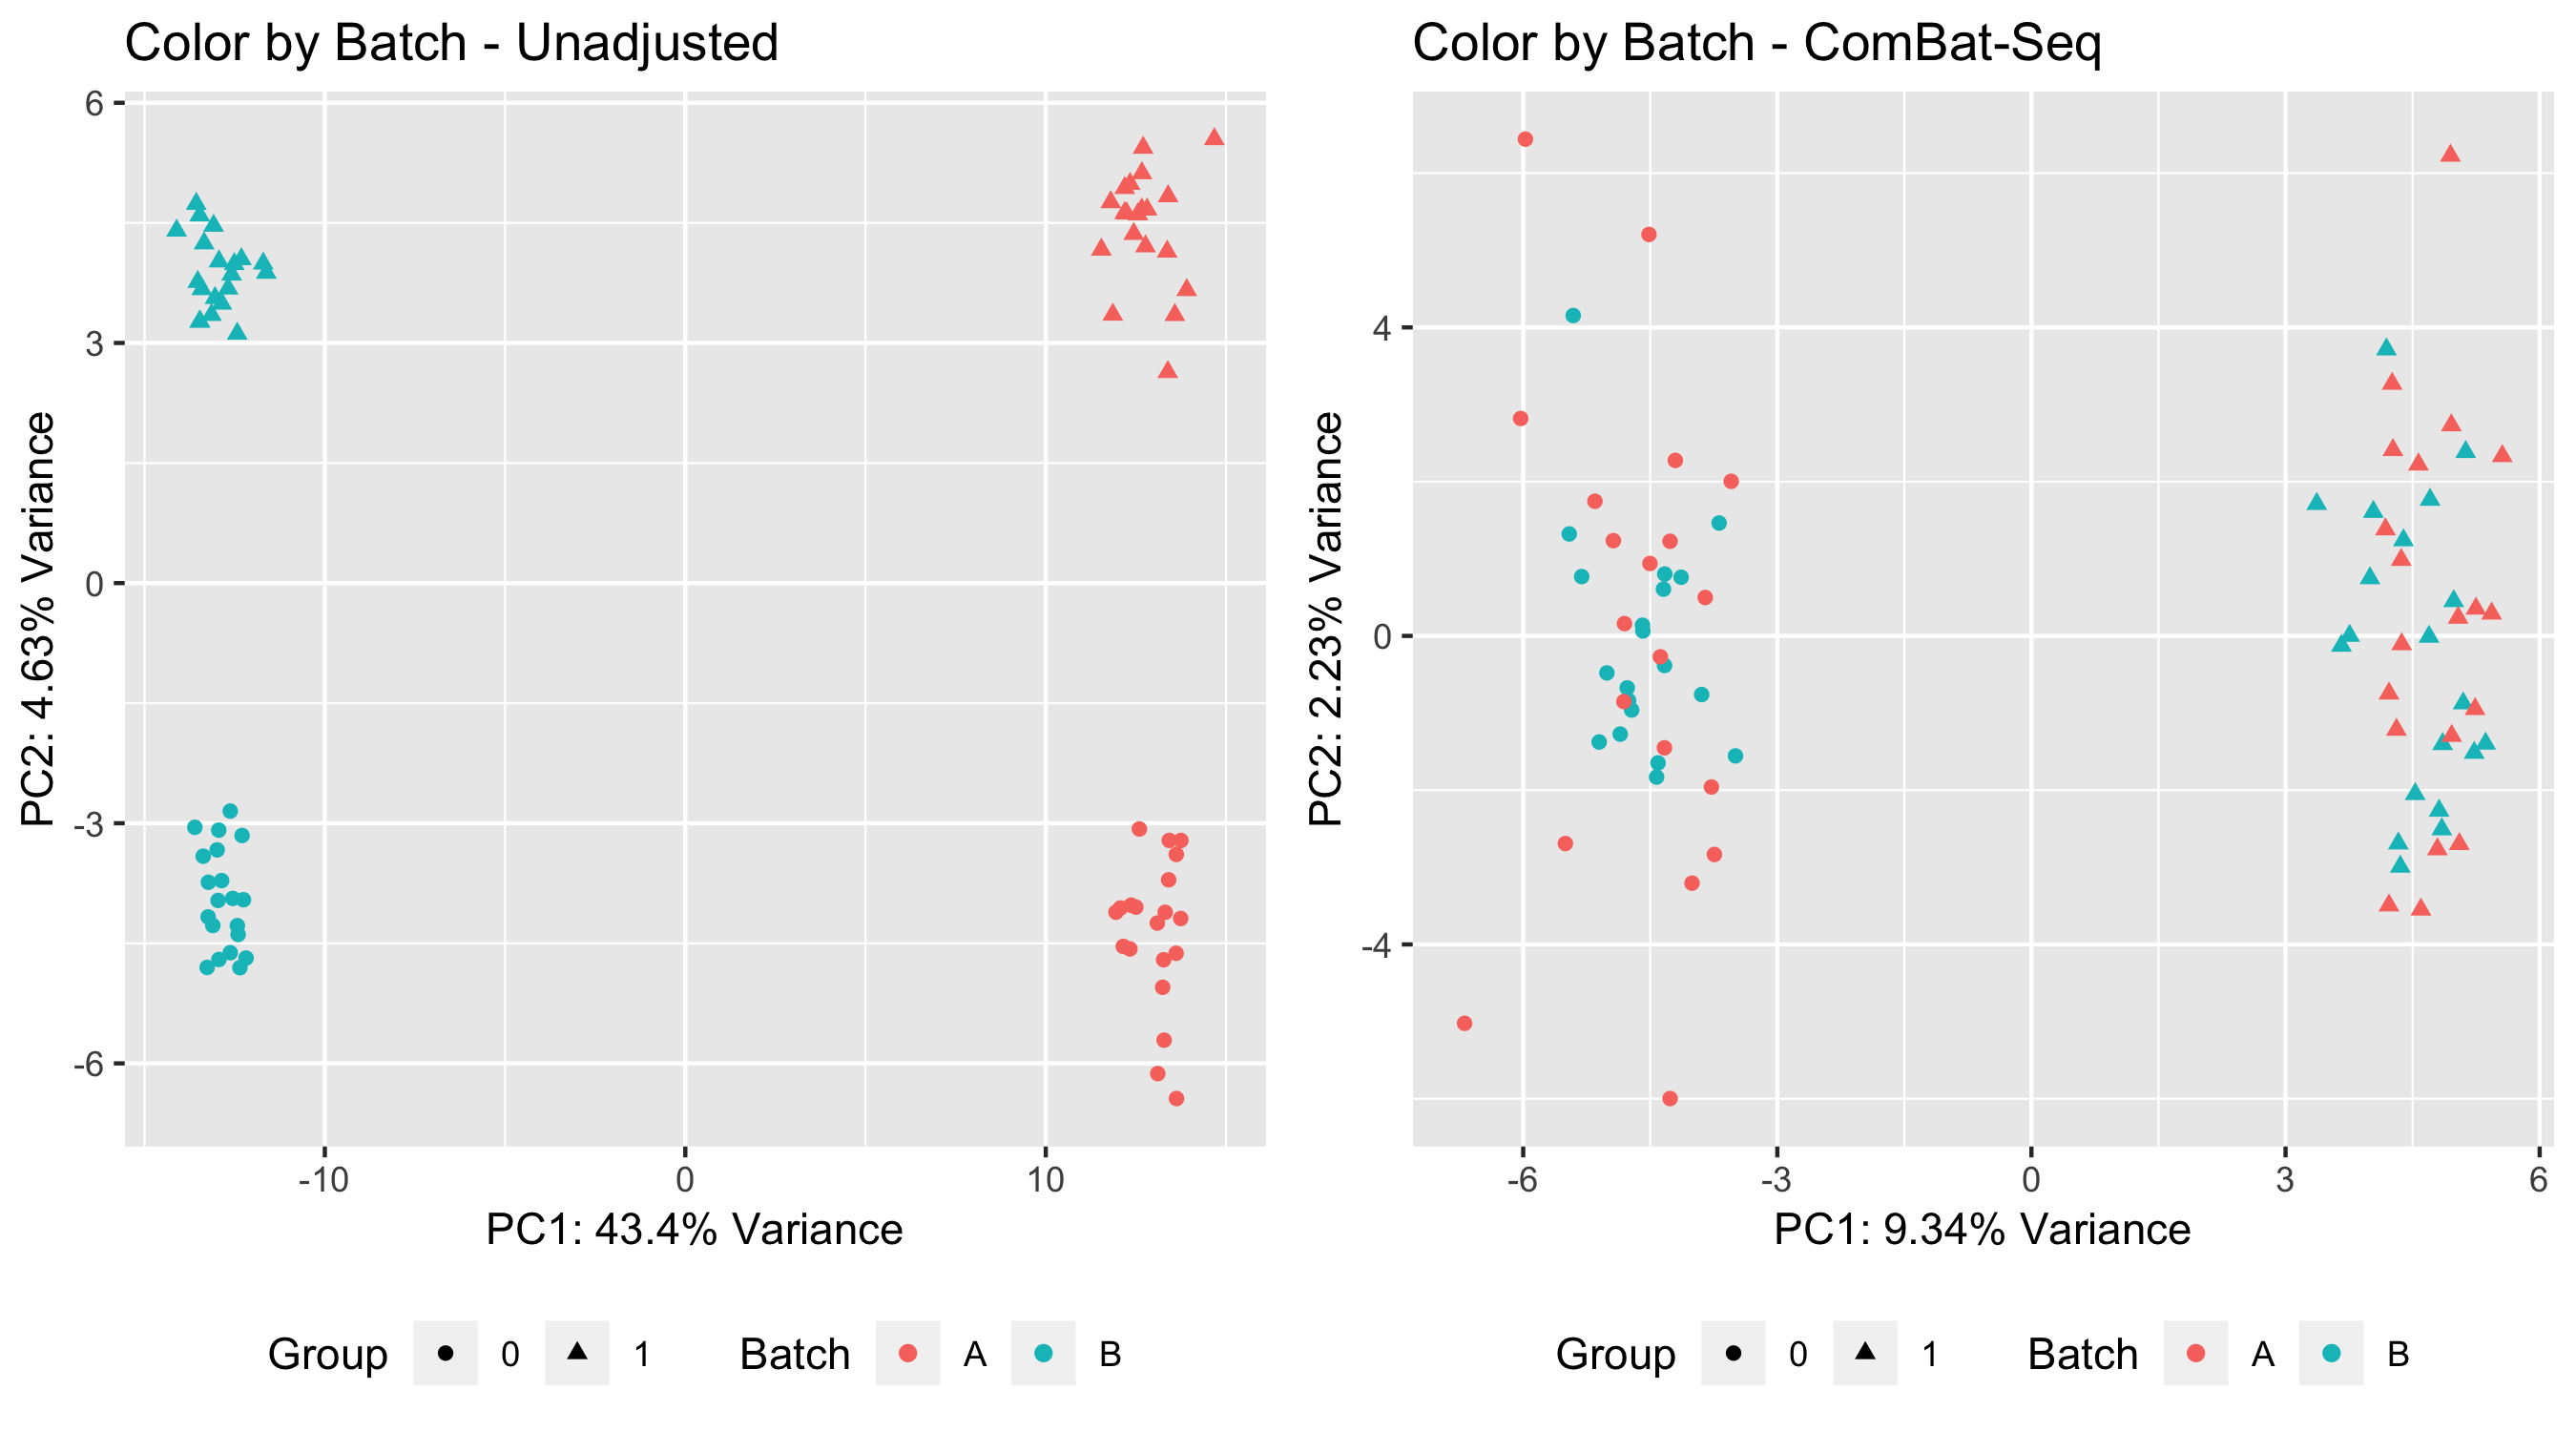 Color by Batch - Unadjusted
6
3
0
-3
-6
PC2: 4.63% Variance
-10 0 10
PC1: 43.4% Variance
Group 0 1 Batch A B
Color by Batch - ComBat-Seq
4
0
-4
PC2: 2.23% Variance
-6 -3 0 3 6
PC1: 9.34% Variance
Group 0 1 Batch A B